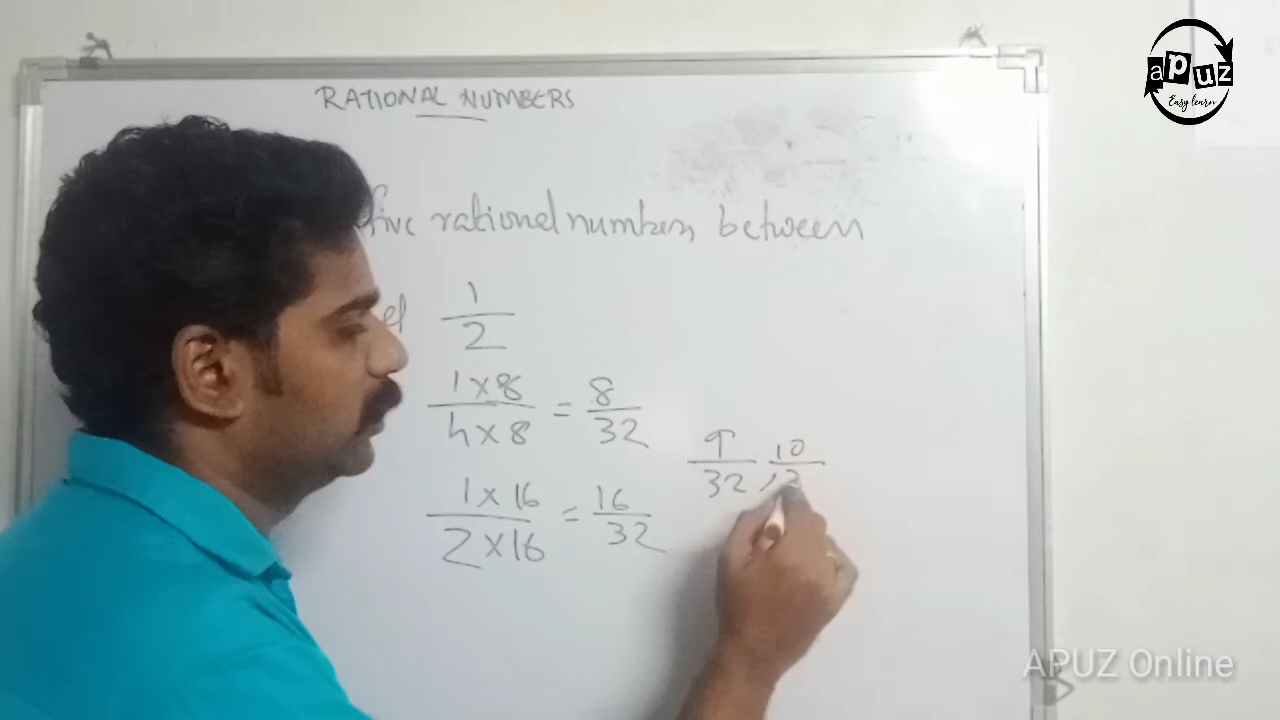 apuz
Easy learn
RATIONAL NUMBERS
five rational numbers between
1/2
1×8/4×8 = 8/32
9/32, 10/3
1×16/2×16 = 16/32
APUZ Online